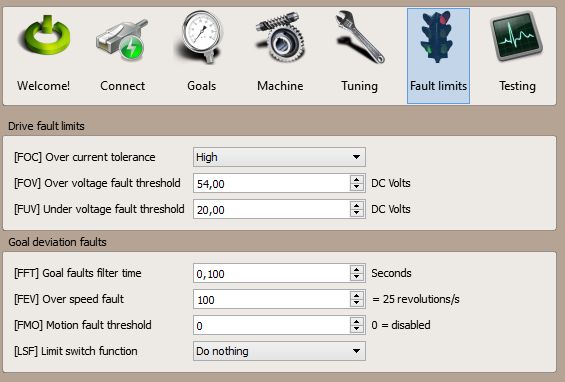 Welcome!
Connect
Goals
Machine
Tuning
Fault limits
Testing
Drive fault limits
[FOC] Over current tolerance High
[FOV] Over voltage fault threshold 54,00 DC Volts
[FUV] Under voltage fault threshold 20,00 DC Volts
Goal deviation faults
[FFT] Goal faults filter time 0,100 Seconds
[FEV] Over speed fault 100 = 25 revolutions/s
[FMO] Motion fault threshold 0 0 = disabled
[LSF] Limit switch function Do nothing